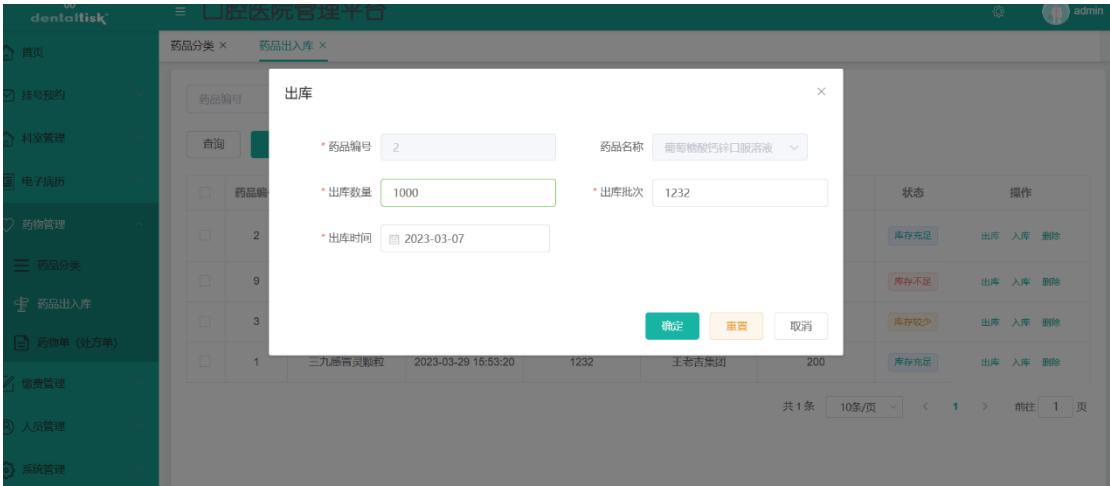 dentaltisk
口腔医院管理平台
admin
首页
药品分类 ×
药品出入库 ×
挂号预约
药品编号
科室管理
查询
电子病历
药品编
状态
操作
药物管理
2
库存充足
出库 入库 删除
药品分类
9
库存不足
出库 入库 删除
药品出入库
3
库存较少
出库 入库 删除
药物单（处方单）
1
三九感冒灵颗粒
2023-03-29 15:53:20
1232
王老吉集团
200
库存充足
出库 入库 删除
缴费管理
共 1 条
10条/页
<
1
>
前往
1
页
人员管理
系统管理
出库
×
* 药品编号
2
药品名称
葡萄糖酸钙锌口服溶液
* 出库数量
1000
* 出库批次
1232
* 出库时间
2023-03-07
确定
重置
取消